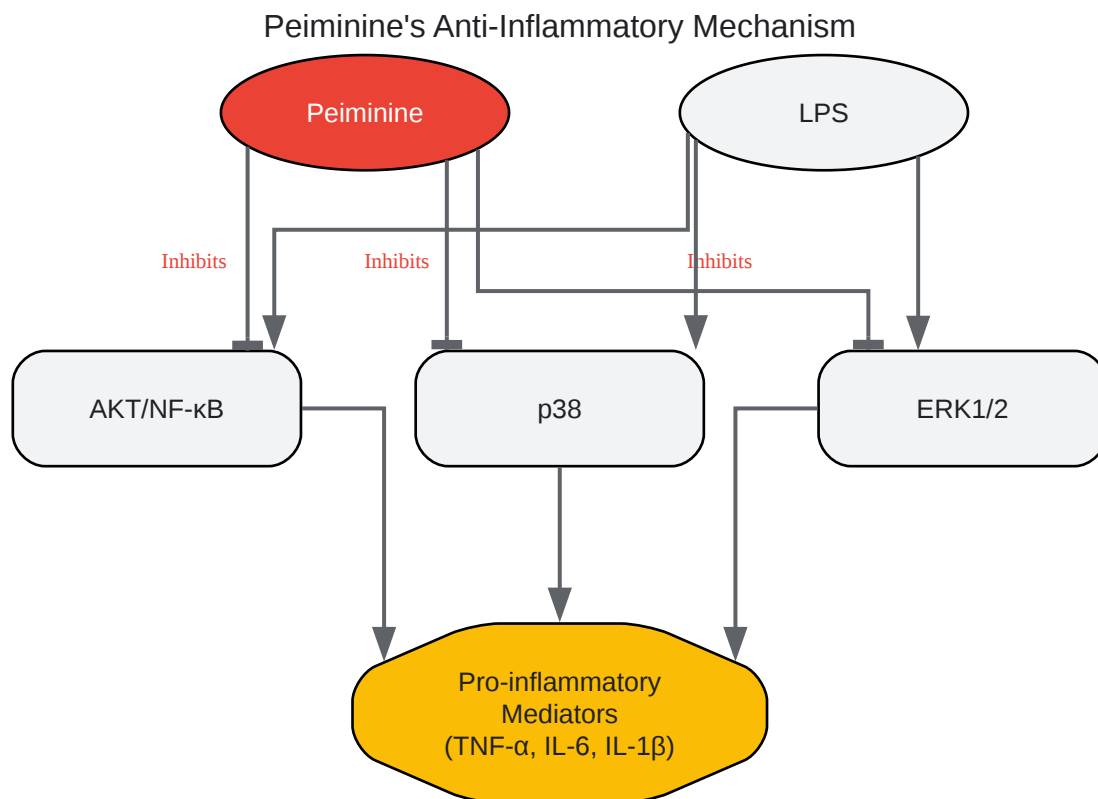 Peiminine's Anti-Inflammatory Mechanism
Peiminine
LPS
Inhibits
Inhibits
Inhibits
AKT/NF-κB
p38
ERK1/2
Pro-inflammatory
Mediators
(TNF-α, IL-6, IL-1β)